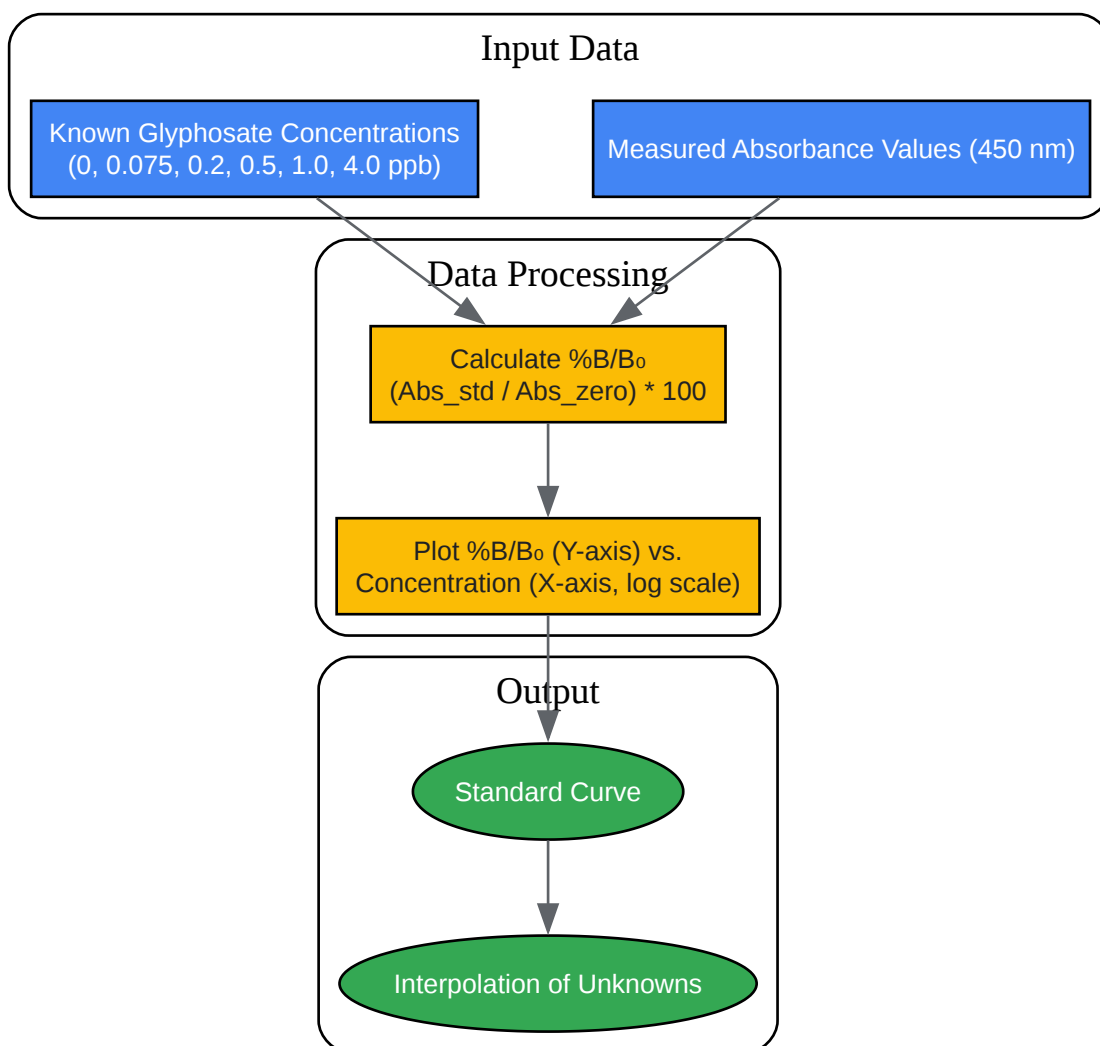 Input Data
Known Glyphosate Concentrations
(0, 0.075, 0.2, 0.5, 1.0, 4.0 ppb)
Measured Absorbance Values (450 nm)
Data Processing
Calculate %B/B₀
(Abs_std / Abs_zero) * 100
Plot %B/B₀ (Y-axis) vs.
Concentration (X-axis, log scale)
Output
Standard Curve
Interpolation of Unknowns